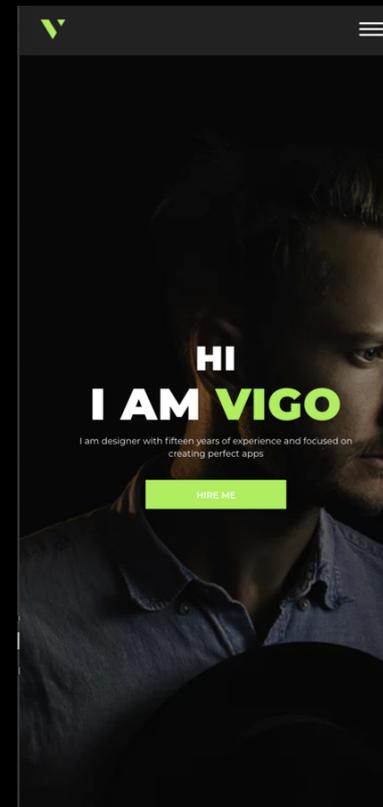 HI
I AM VIGO
I am designer with fifteen years of experience and focused on
creating perfect apps
HIRE ME